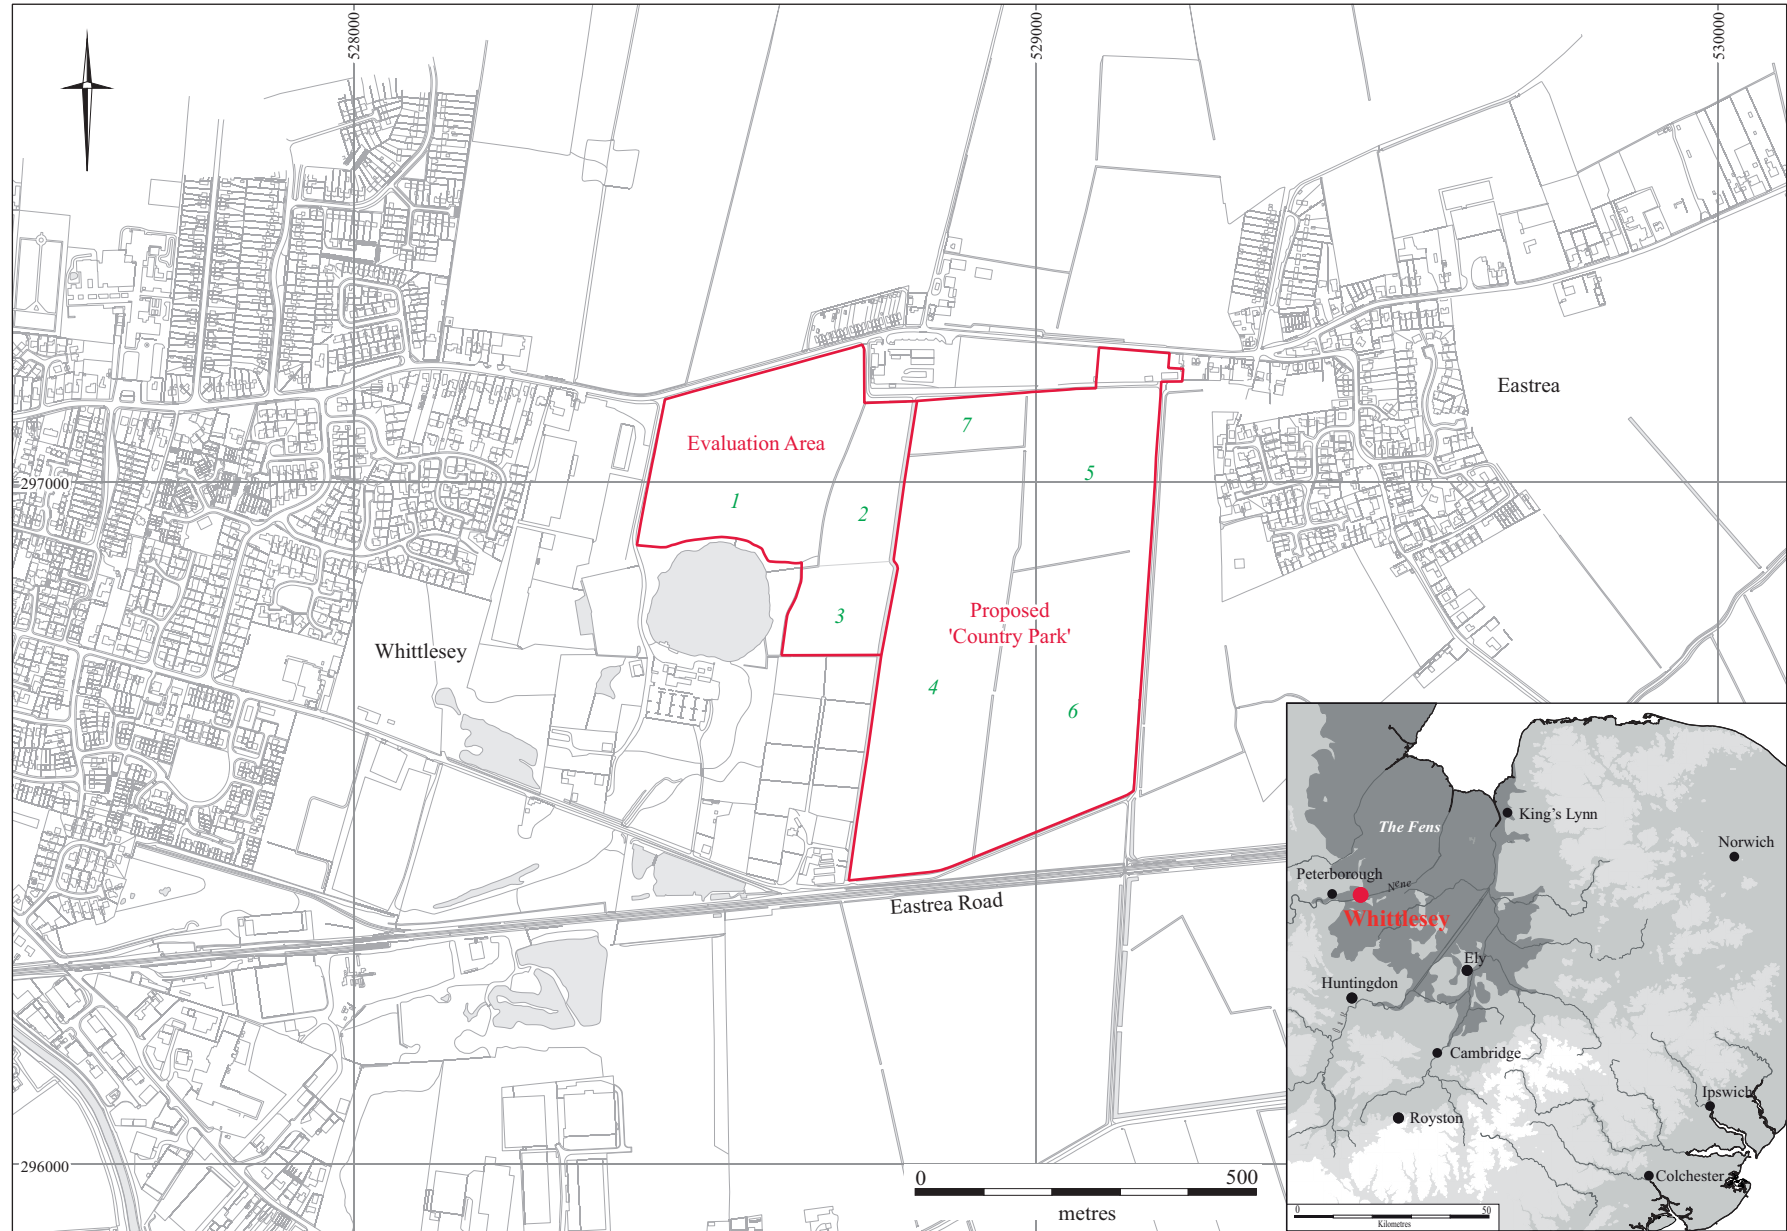 528000
529000
530000
Eastrea
Evaluation Area
7
5
297000
1
2
Proposed
'Country Park'
3
Whittlesey
4
6
King's Lynn
The Fens
Norwich
Peterborough
Nene
Whittlesey
Eastrea Road
Ely
Huntingdon
Cambridge
Ipswich
Royston
296000
0 500
metres
Colchester
0 50
Kilometres